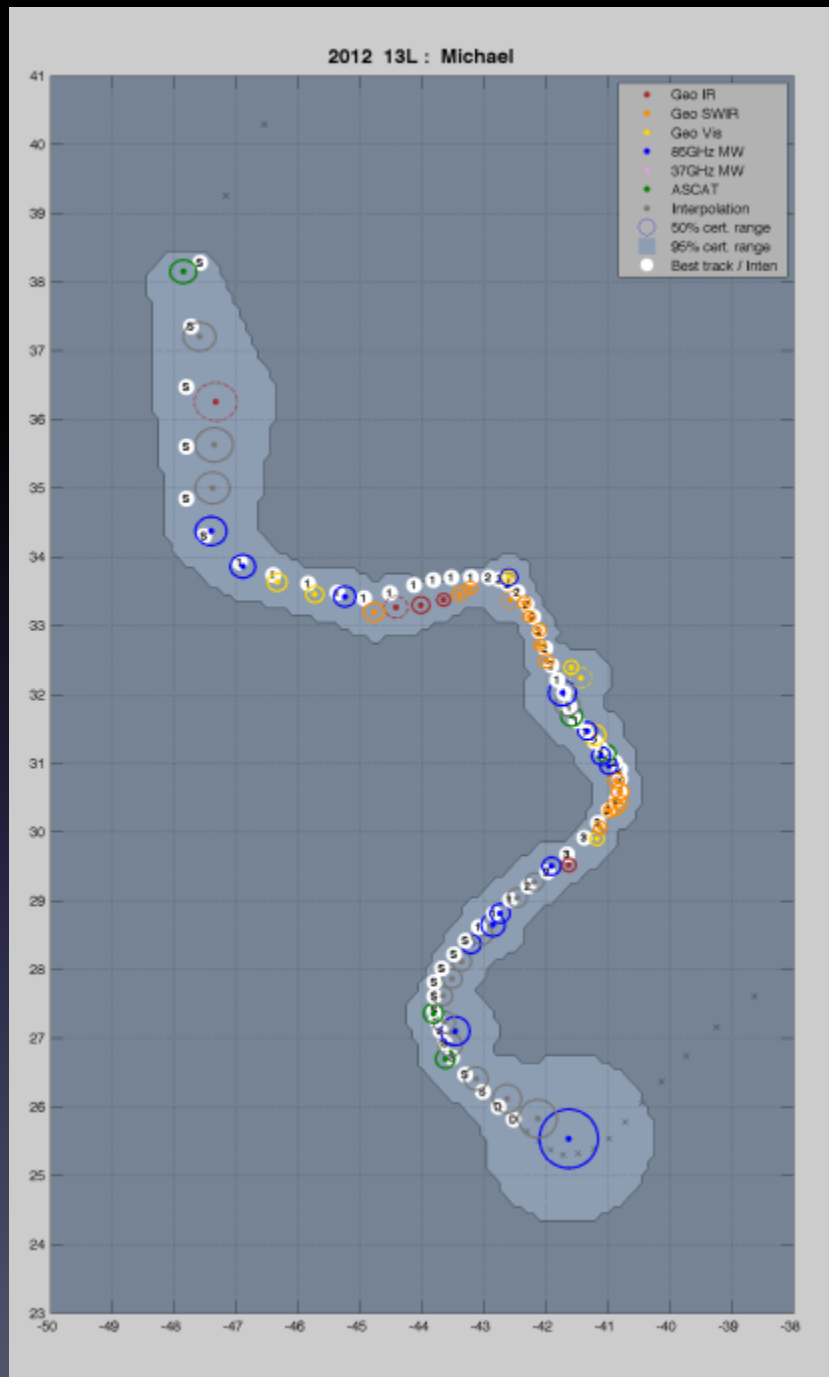 2012 13L : Michael
41
40
39
38
37
36
35
34
33
32
31
30
29
28
27
26
25
24
23
-50 -49 -48 -47 -46 -45 -44 -43 -42 -41 -40 -39 -38
Geo IR
Geo SWIR
Geo Vis
85GHz MW
37GHz MW
ASCAT
Interpolation
50% cert. range
95% cert. range
Best track / Inten